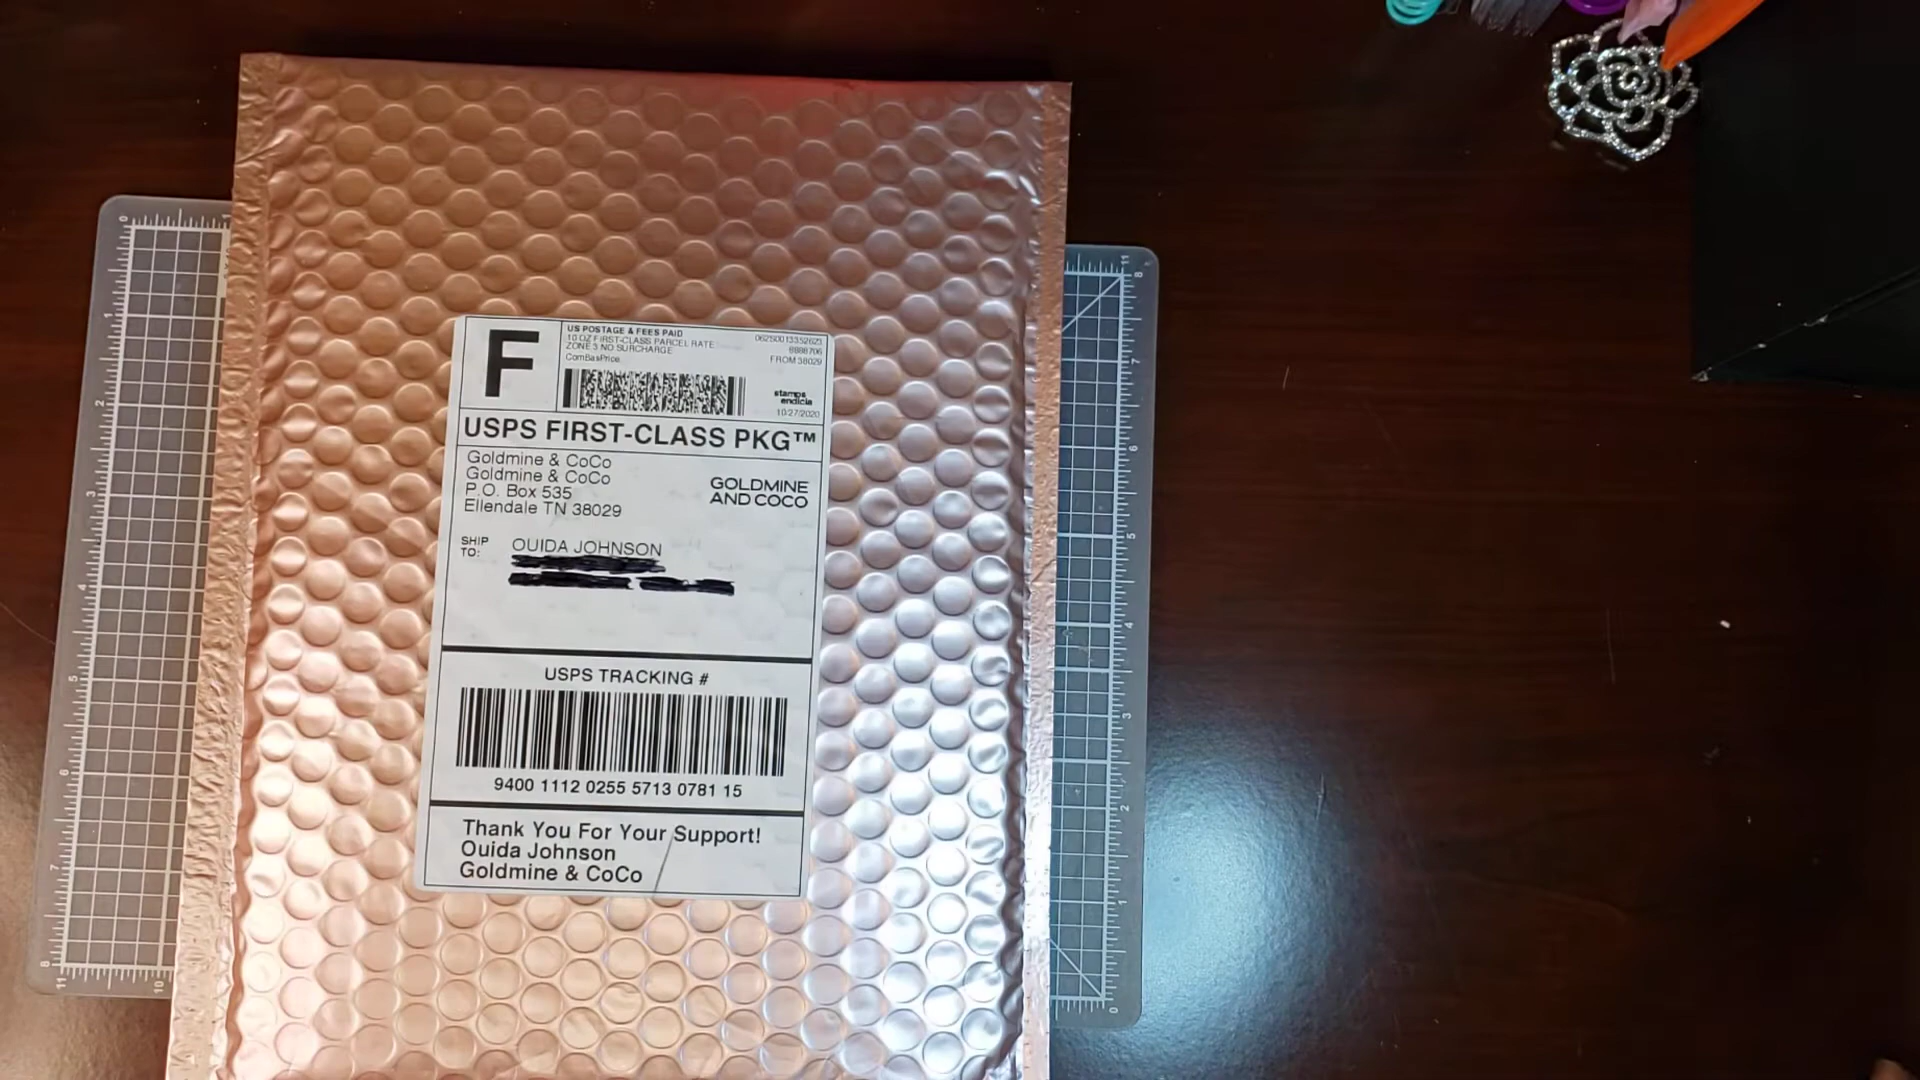 F
US POSTAGE & FEES PAID
10 OZ FIRST-CLASS PARCEL RATE
ZONE 3 NO SURCHARGE
ComBasPrice
062S0013352623
8898706
FROM 38029
stamps
endicia
10/27/2020
USPS FIRST-CLASS PKG™
Goldmine & CoCo
Goldmine & CoCo
P.O. Box 535
Ellendale TN 38029
GOLDMINE
AND COCO
SHIP
TO:
OUIDA JOHNSON
USPS TRACKING #
9400 1112 0255 5713 0781 15
Thank You For Your Support!
Ouida Johnson
Goldmine & CoCo